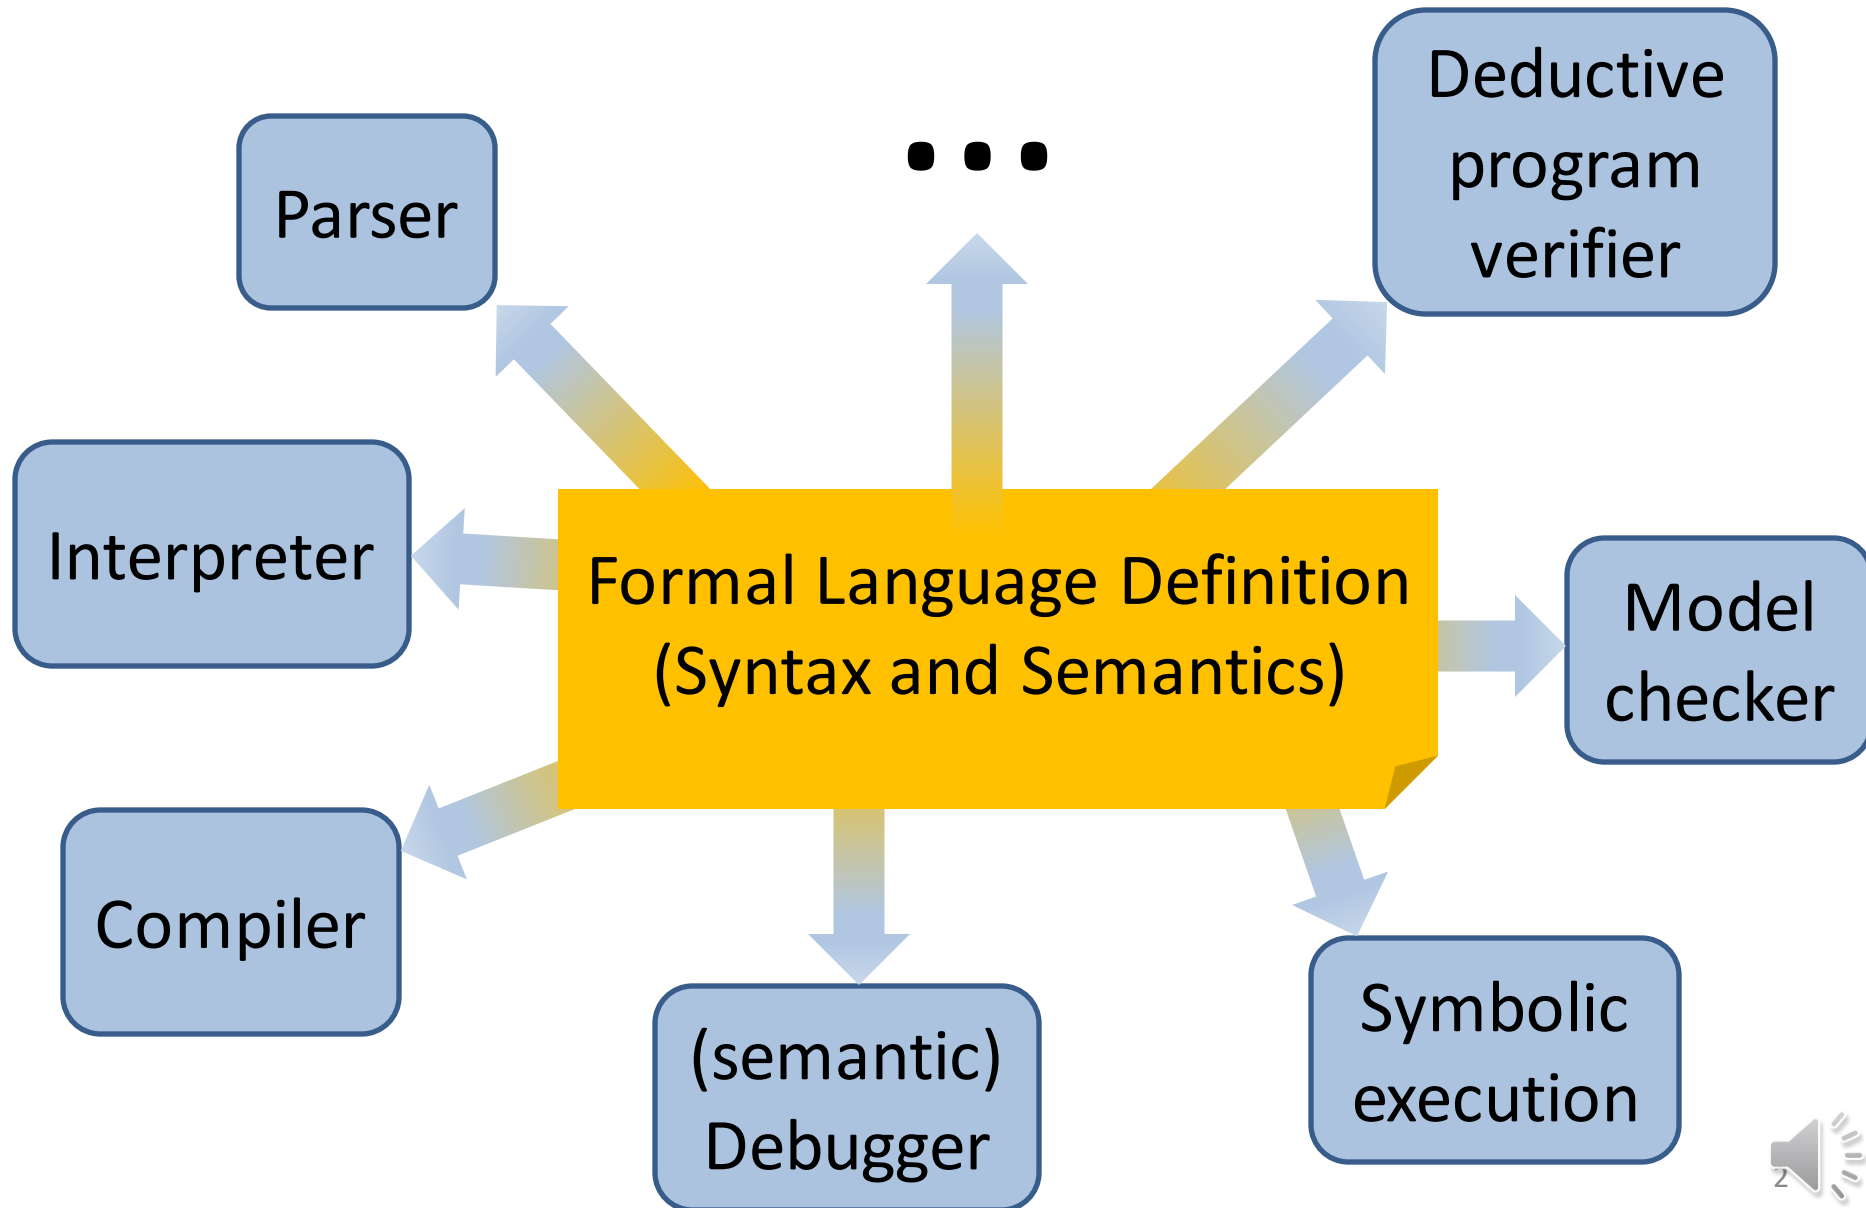 Deductive
program
verifier
Parser
...
Interpreter
Formal Language Definition
(Syntax and Semantics)
Model
checker
Compiler
(semantic)
Debugger
Symbolic
execution
2